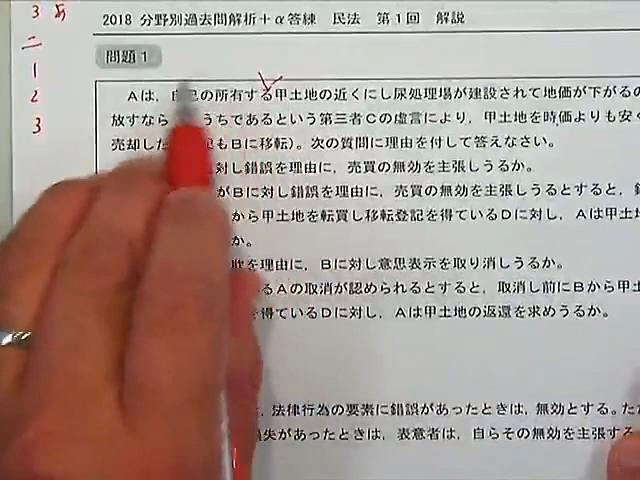 3 あ
二
1
2
3
2018 分野別過去問解析＋α答練 民法 第1回 解説
問題1
Aは，自己の所有する甲土地の近くにし尿処理場が建設されて地価が下がるの
放すなら うちであるという第三者Cの虚言により，甲土地を時価よりも安く
売却した もBに移転）。次の質問に理由を付して答えなさい。
対し錯誤を理由に，売買の無効を主張しうるか。
がBに対し錯誤を理由に，売買の無効を主張しうるとすると，
から甲土地を転買し移転登記を得ているDに対し，Aは甲土地
か。
を理由に，Bに対し意思表示を取り消しうるか。
るAの取消が認められるとすると，取消し前にBから甲土
を得ているDに対し，Aは甲土地の返還を求めうるか。
，法律行為の要素に錯誤があったときは，無効とする。ただ
過失があったときは，表意者は，自らその無効を主張する